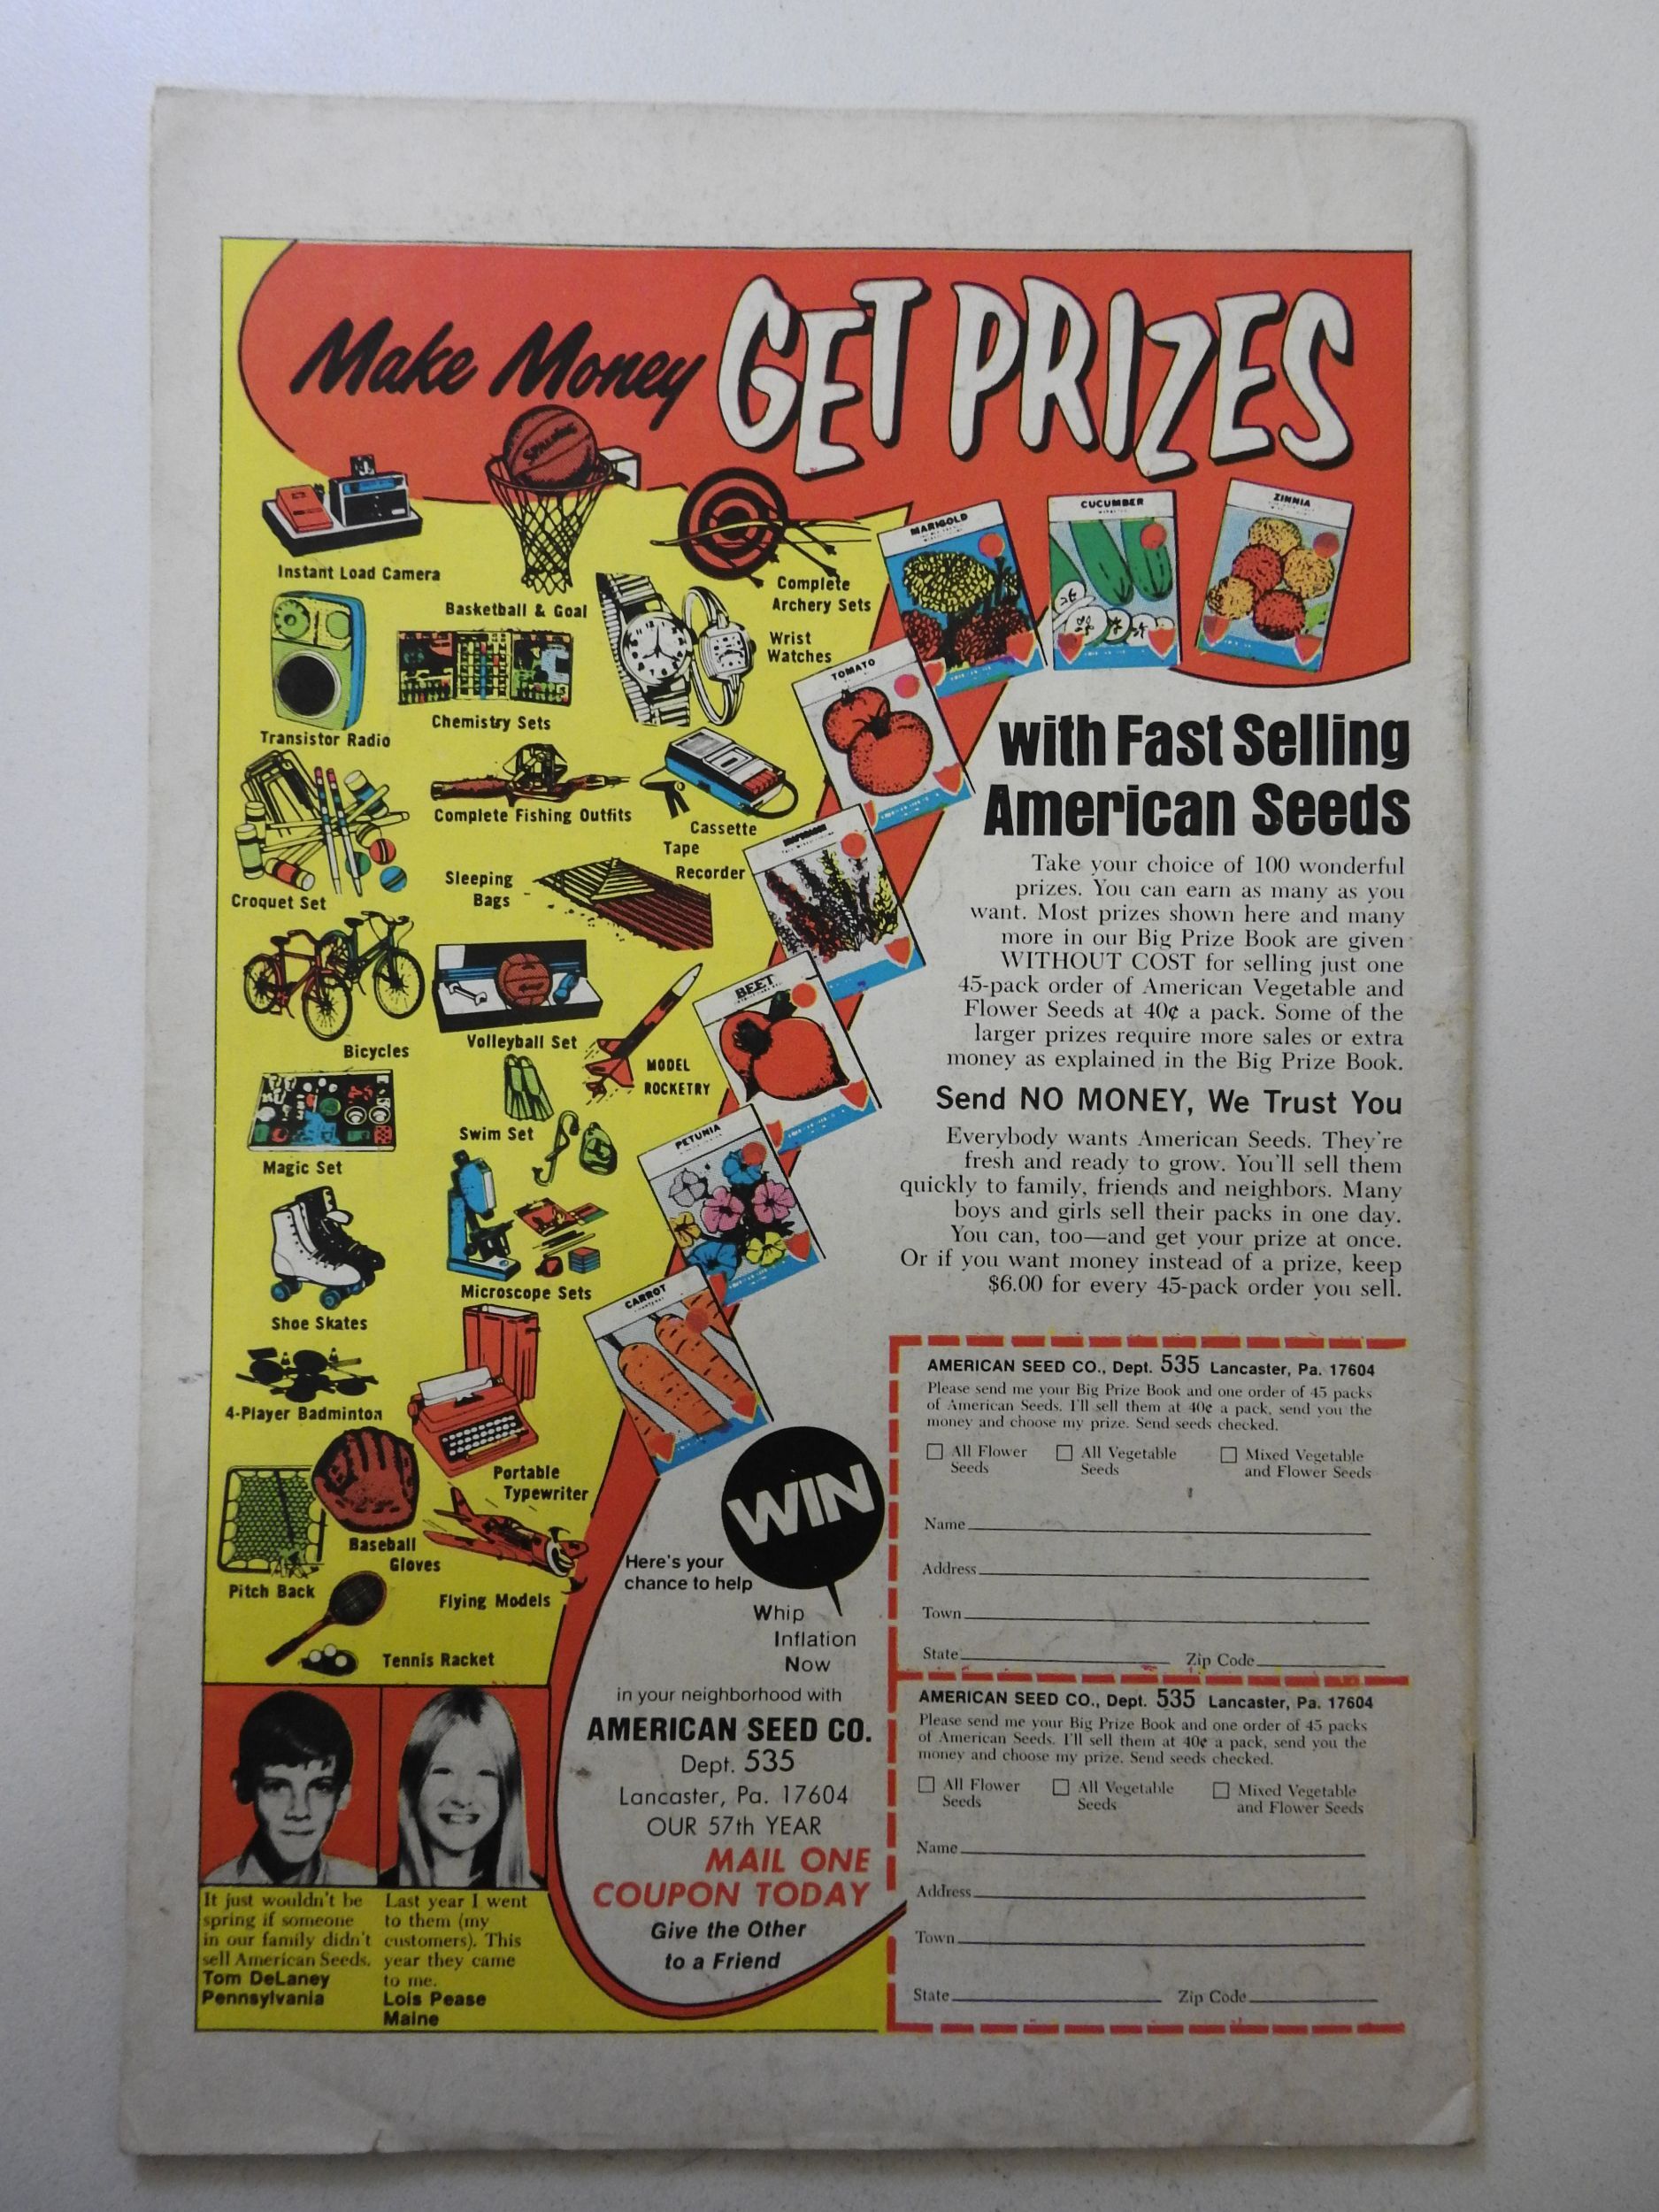 Make Money GET PRIZES
SPALDING
Instant Load Camera
Basketball & Goal
Complete
Archery Sets
Transistor Radio
Chemistry Sets
Wrist
Watches
Croquet Set
Complete Fishing Outfits
Cassette
Tape
Recorder
Sleeping
Bags
Bicycles
Volleyball Set
MODEL
ROCKETRY
Magic Set
Swim Set
Shoe Skates
Microscope Sets
4-Player Badminton
Portable
Typewriter
Pitch Back
Baseball
Gloves
Flying Models
Tennis Racket
MARIGOLD
CUCUMBER
ZINNIA
TOMATO
BEET
PETUNIA
CARROT
with Fast Selling
American Seeds
Take your choice of 100 wonderful
prizes. You can earn as many as you
want. Most prizes shown here and many
more in our Big Prize Book are given
WITHOUT COST for selling just one
45-pack order of American Vegetable and
Flower Seeds at 40¢ a pack. Some of the
larger prizes require more sales or extra
money as explained in the Big Prize Book.
Send NO MONEY, We Trust You
Everybody wants American Seeds. They're
fresh and ready to grow. You'll sell them
quickly to family, friends and neighbors. Many
boys and girls sell their packs in one day.
You can, too—and get your prize at once.
Or if you want money instead of a prize, keep
$6.00 for every 45-pack order you sell.
It just wouldn't be
spring if someone
in our family didn't
sell American Seeds.
Tom DeLaney
Pennsylvania
Last year I went
to them (my
customers). This
year they came
to me.
Lois Pease
Maine
WIN
Here's your
chance to help
Whip
Inflation
Now
in your neighborhood with
AMERICAN SEED CO.
Dept. 535
Lancaster, Pa. 17604
OUR 57th YEAR
MAIL ONE
COUPON TODAY
Give the Other
to a Friend
AMERICAN SEED CO., Dept. 535 Lancaster, Pa. 17604
Please send me your Big Prize Book and one order of 45 packs
of American Seeds. I'll sell them at 40¢ a pack, send you the
money and choose my prize. Send seeds checked.
All Flower Seeds
All Vegetable Seeds
Mixed Vegetable and Flower Seeds
Name
Address
Town
State Zip Code
AMERICAN SEED CO., Dept. 535 Lancaster, Pa. 17604
Please send me your Big Prize Book and one order of 45 packs
of American Seeds. I'll sell them at 40¢ a pack, send you the
money and choose my prize. Send seeds checked.
All Flower Seeds
All Vegetable Seeds
Mixed Vegetable and Flower Seeds
Name
Address
Town
State Zip Code